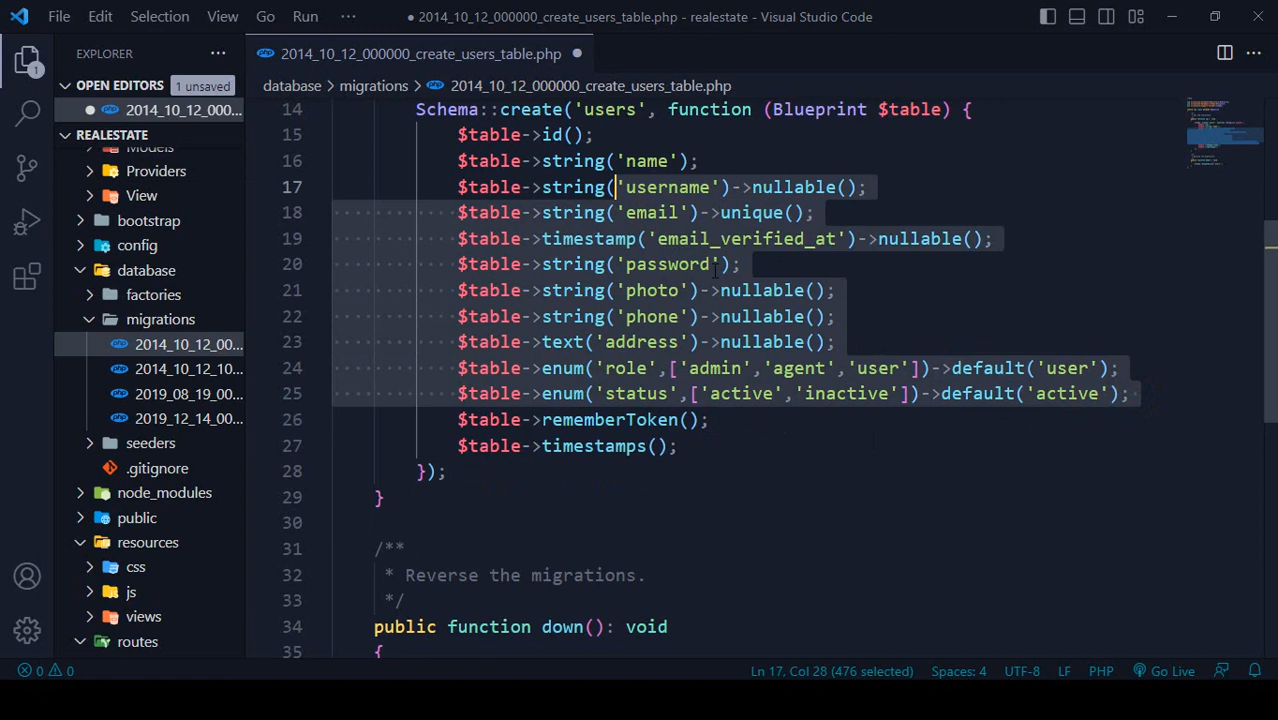 File Edit Selection View Go Run ··· ● 2014_10_12_000000_create_users_table.php - realestate - Visual Studio Code
EXPLORER ···
OPEN EDITORS 1 unsaved
● 2014_10_12_000...
REALESTATE
Models
Providers
View
bootstrap
config
database
factories
migrations
2014_10_12_00...
2014_10_12_10...
2019_08_19_00...
2019_12_14_00...
seeders
.gitignore
node_modules
public
resources
css
js
views
routes
1
php 2014_10_12_000000_create_users_table.php ●
database > migrations > php 2014_10_12_000000_create_users_table.php
14 Schema::create('users', function (Blueprint $table) {
15 $table->id();
16 $table->string('name');
17 $table->string('username')->nullable();
18 $table->string('email')->unique();
19 $table->timestamp('email_verified_at')->nullable();
20 $table->string('password');
21 $table->string('photo')->nullable();
22 $table->string('phone')->nullable();
23 $table->text('address')->nullable();
24 $table->enum('role',['admin','agent','user'])->default('user');
25 $table->enum('status',['active','inactive'])->default('active');
26 $table->rememberToken();
27 $table->timestamps();
28 });
29 }
30
31 /**
32 * Reverse the migrations.
33 */
34 public function down(): void
35 {
0 0 Ln 17, Col 28 (476 selected) Spaces: 4 UTF-8 LF PHP Go Live